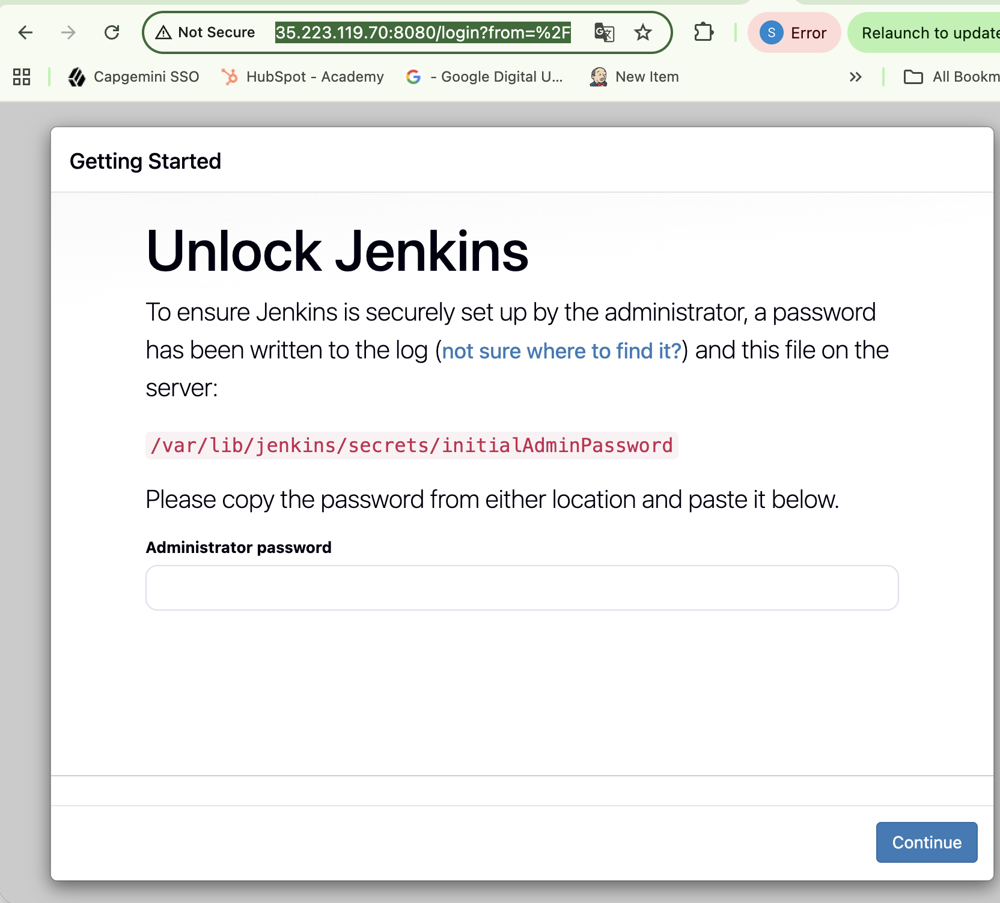 Not Secure 35.223.119.70:8080/login?from=%2F S Error Relaunch to update
Capgemini SSO HubSpot - Academy G - Google Digital U... New Item All Bookm
Getting Started
Unlock Jenkins
To ensure Jenkins is securely set up by the administrator, a password
has been written to the log (not sure where to find it?) and this file on the
server:
/var/lib/jenkins/secrets/initialAdminPassword
Please copy the password from either location and paste it below.
Administrator password
Continue